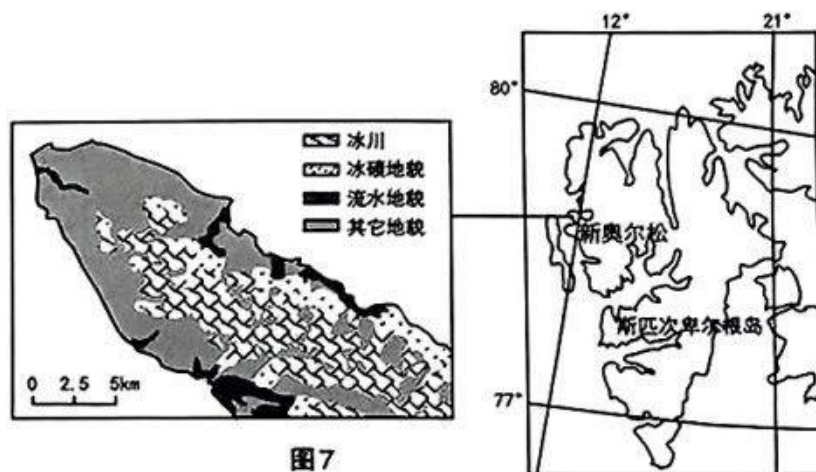 12°
21°
80°
冰川
冰碛地貌
流水地貌
其它地貌
新奥尔松
斯匹次卑尔根岛
0 2.5 5km
77°
图7